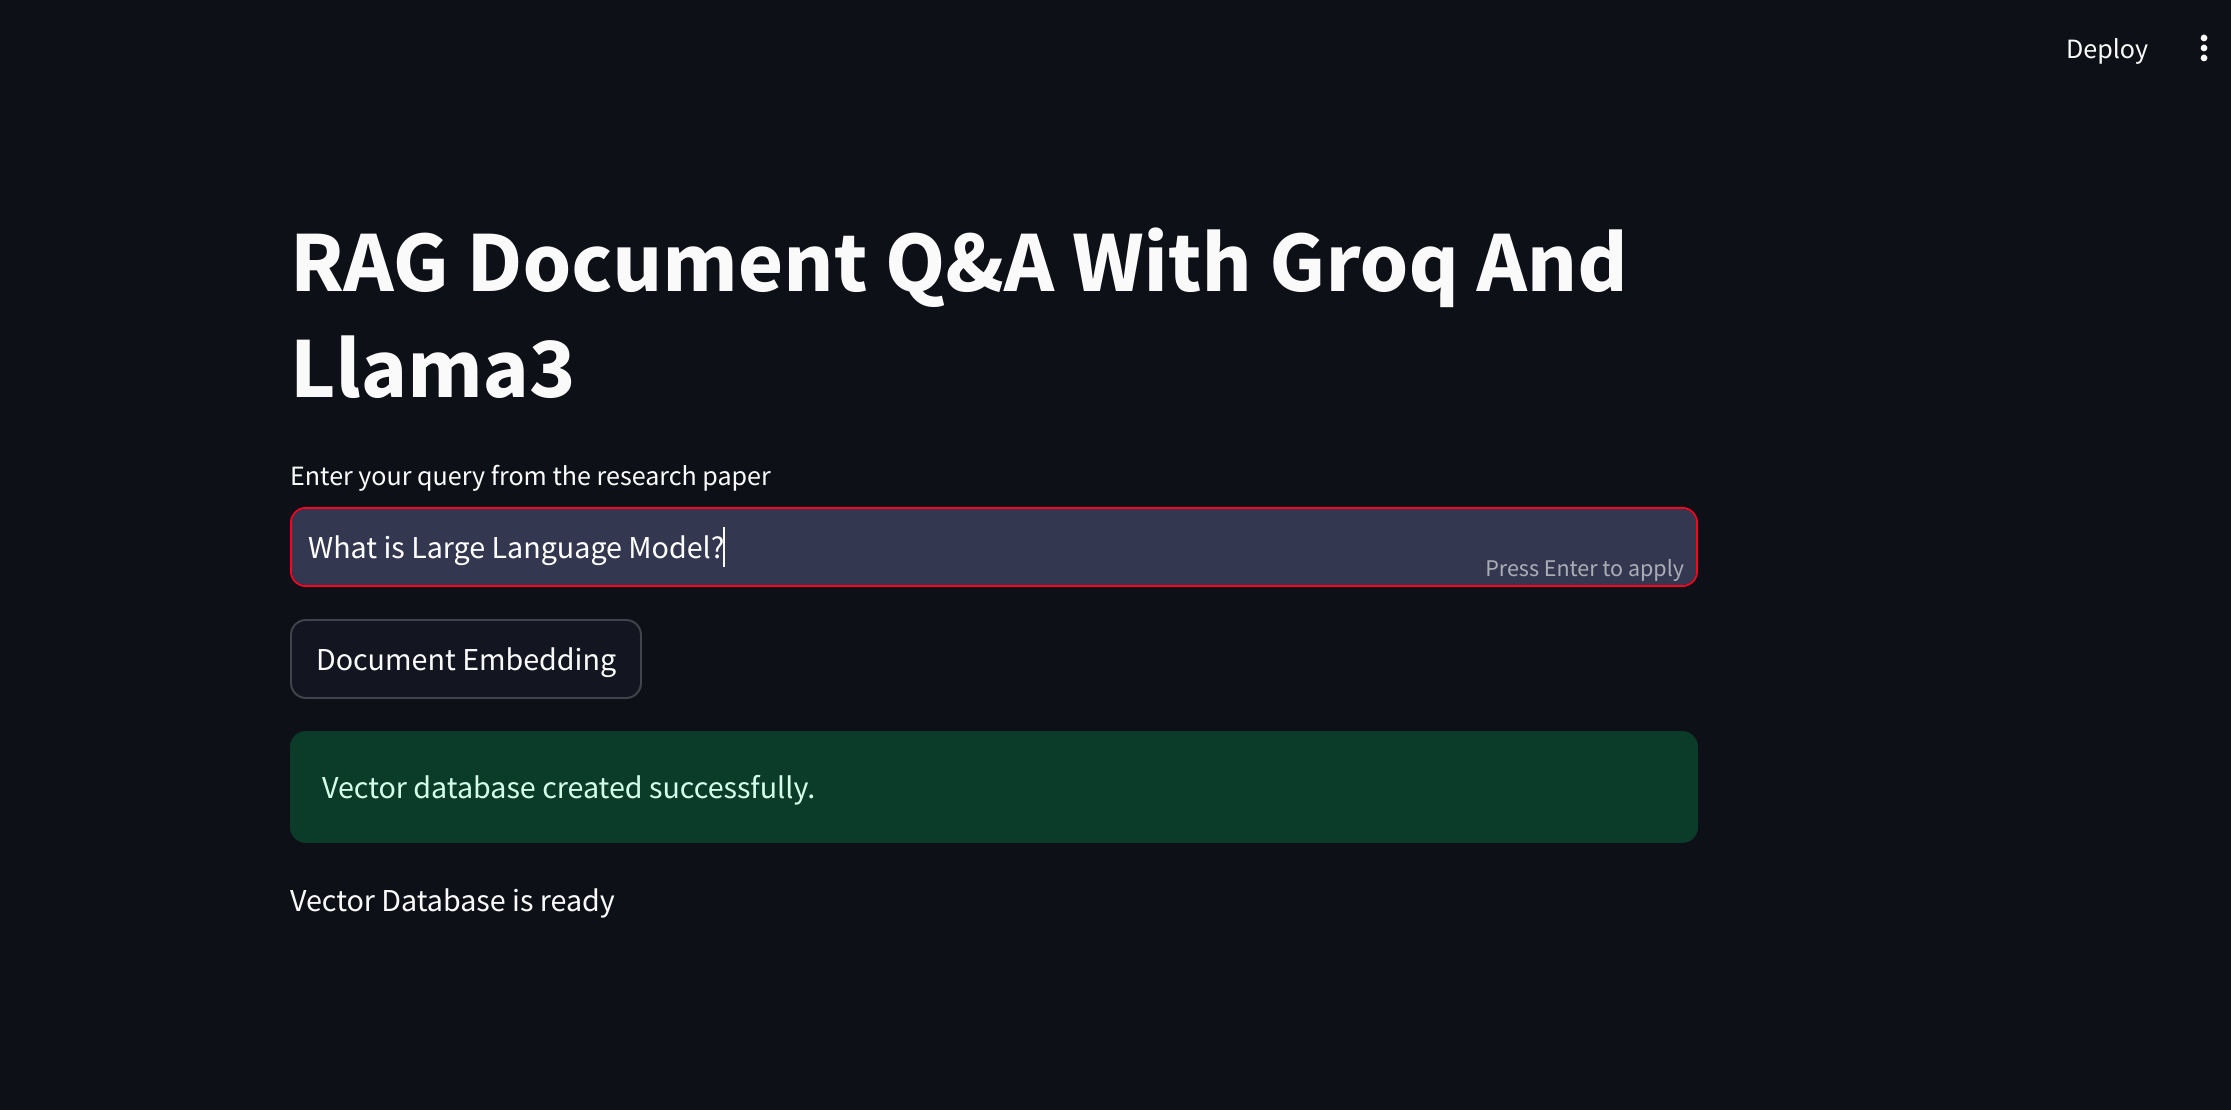 Deploy
RAG Document Q&A With Groq And
Llama3
Enter your query from the research paper
What is Large Language Model?
Press Enter to apply
Document Embedding
Vector database created successfully.
Vector Database is ready